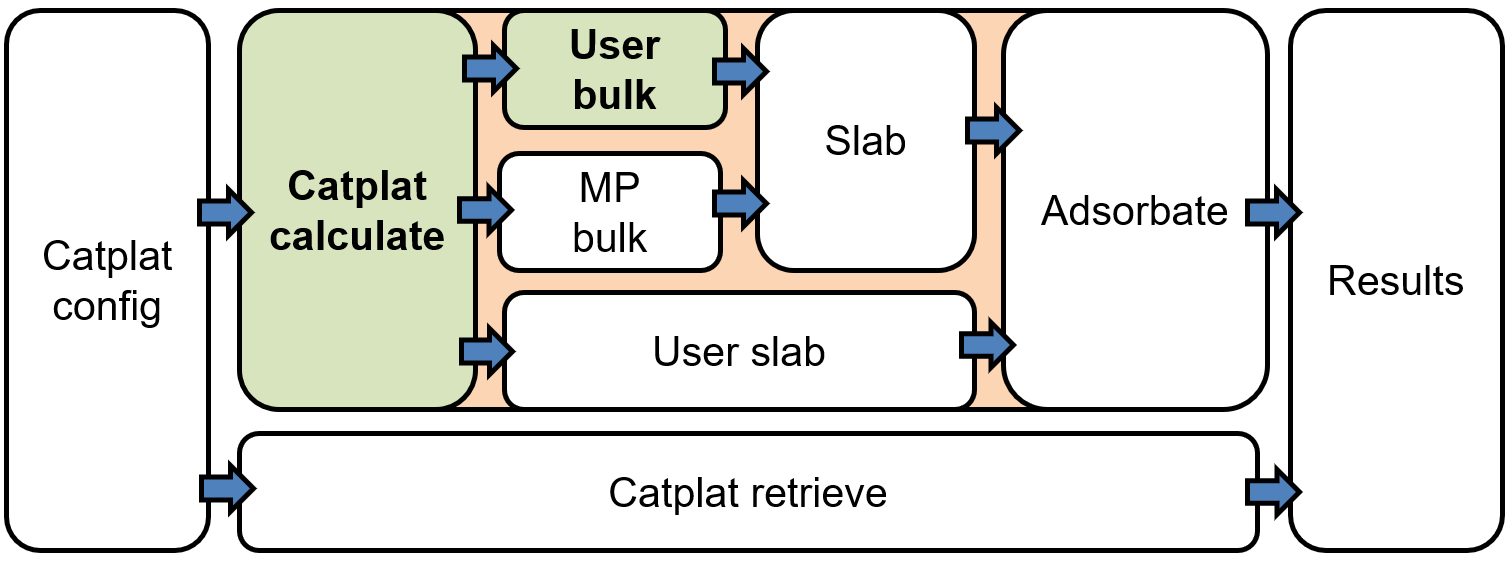 Catplat
config
Catplat
calculate
User
bulk
MP
bulk
User slab
Slab
Adsorbate
Catplat retrieve
Results